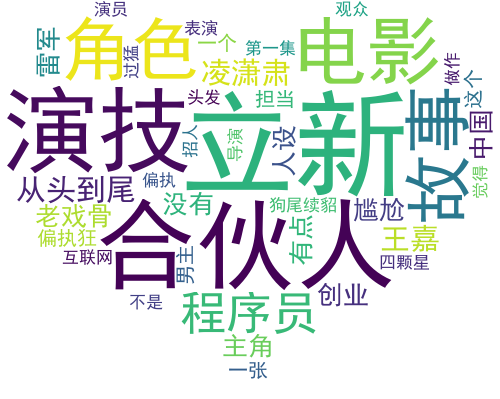 演员
观众
雷军
过猛
角色
表演
一个
第一集
电影
做作
这个
凌潇肃
头发
担当
演技
立新
故事
中国
招人
导演
人设
觉得
从头到尾
偏执
没有
狗尾续貂
尴尬
老戏骨
合伙人
有点
偏执狂
王嘉
互联网
男主
四颗星
不是
程序员
创业
主角
一张